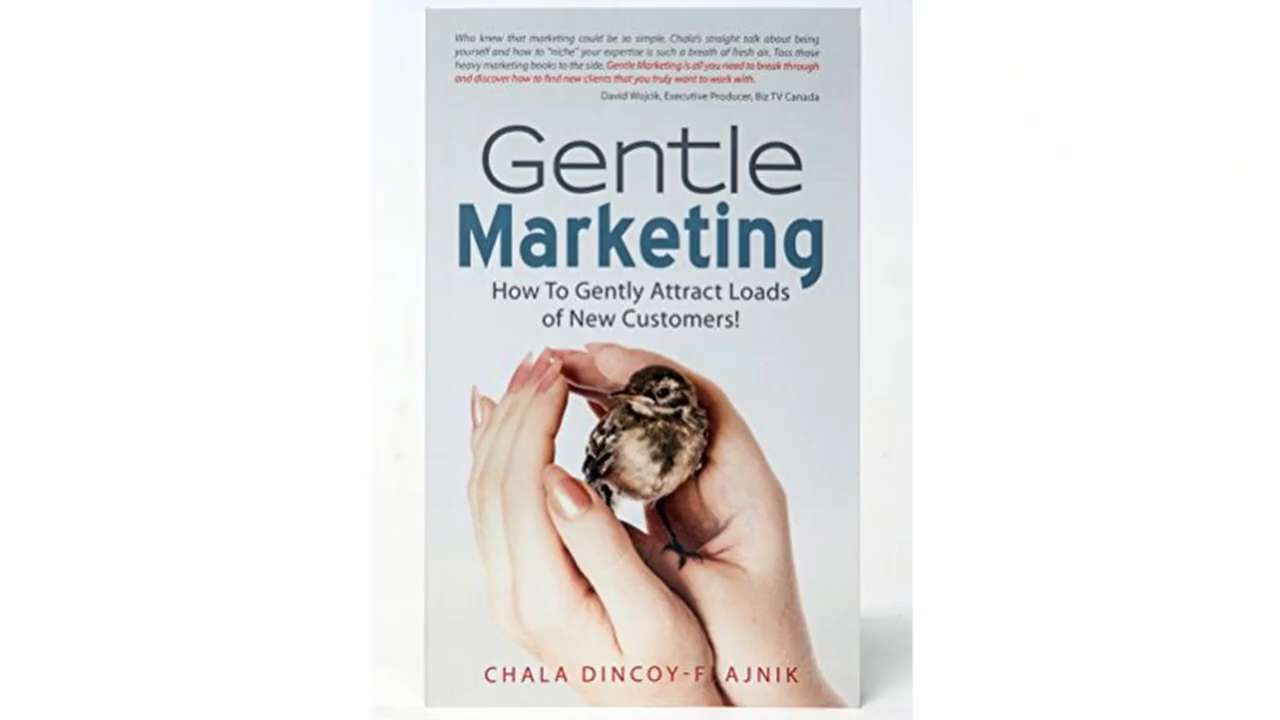 Who knew that marketing could be so simple. Chala's straight talk about being
yourself and how to "niche" your expertise is such a breath of fresh air. Toss those
heavy marketing books to the side. Gentle Marketing is all you need to break through
and discover how to find new clients that you truly want to work with.
David Wojcik, Executive Producer, Biz TV Canada
Gentle
Marketing
How To Gently Attract Loads
of New Customers!
CHALA DINCOY-FLAJNIK